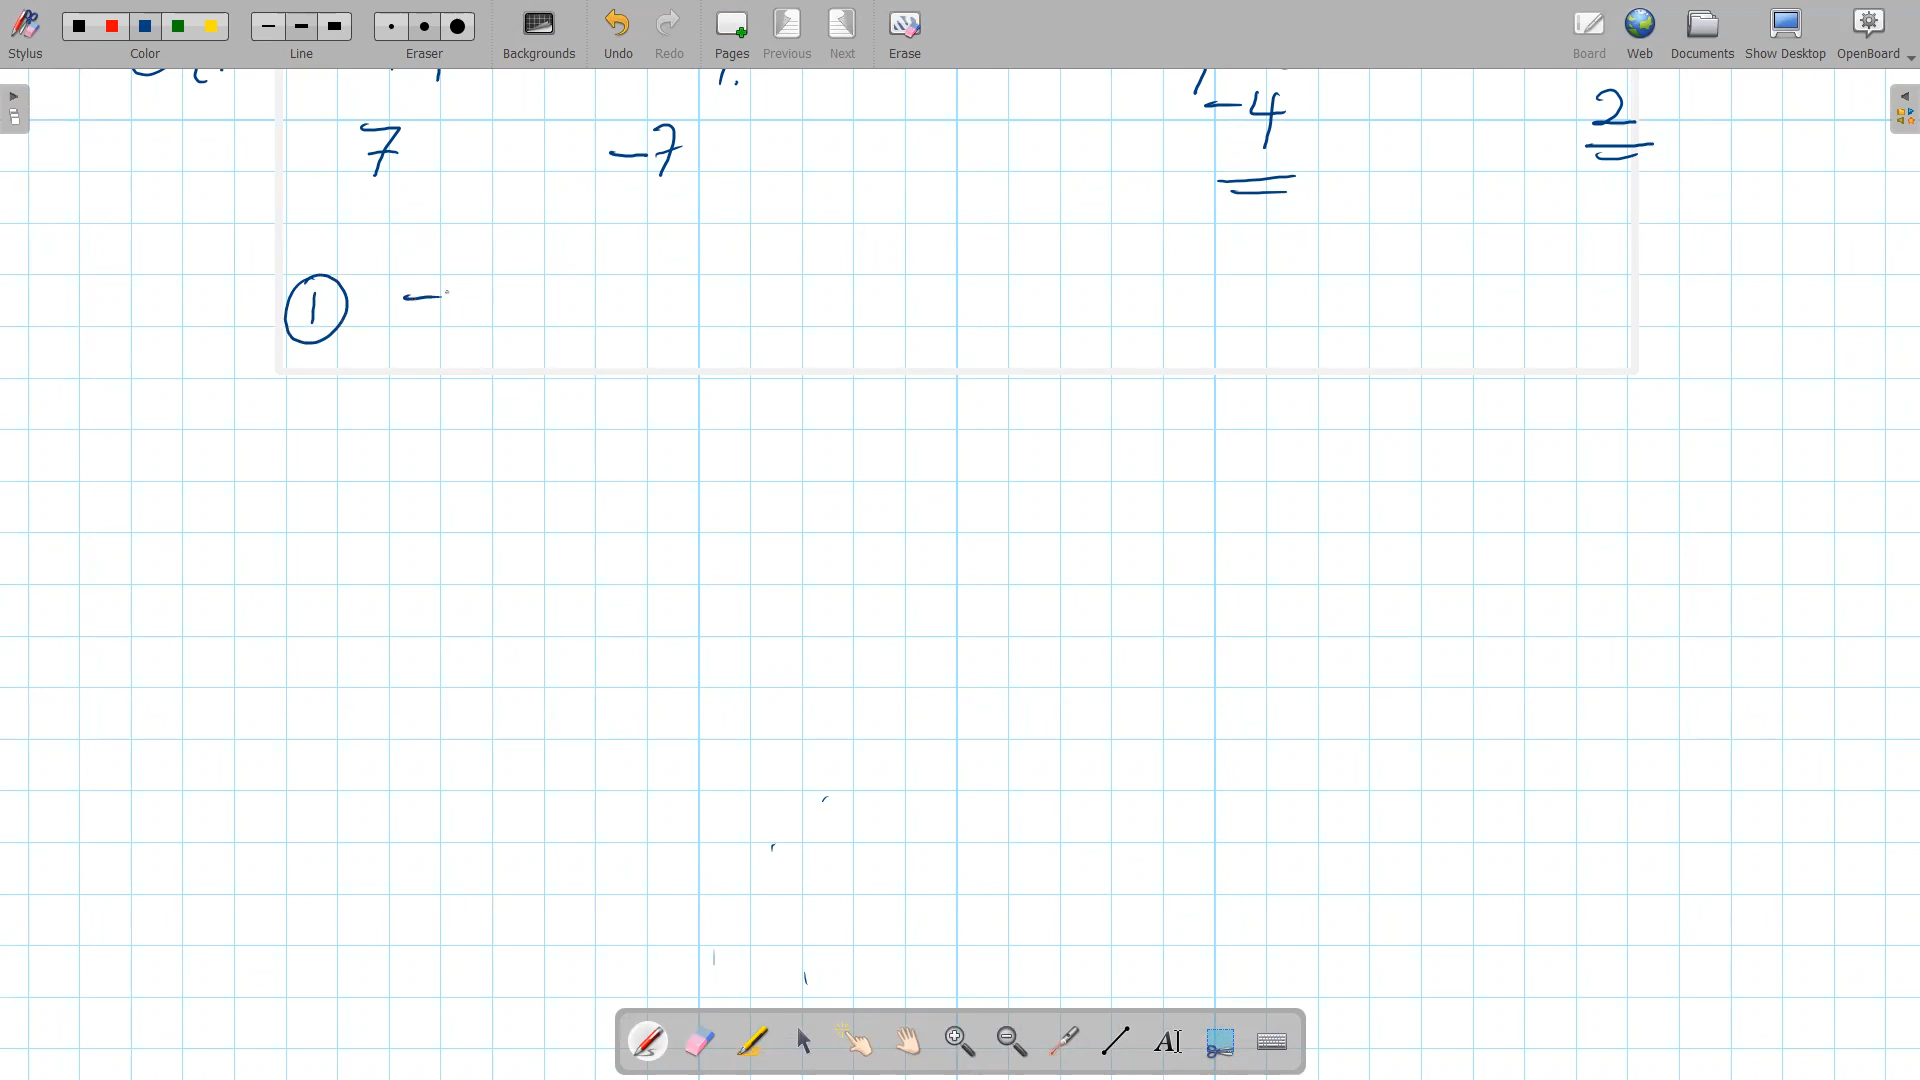 Stylus Color Line Eraser Backgrounds Undo Redo Pages Previous Next Erase Board Web Documents Show Desktop OpenBoard
7 -7 -4 2
① -